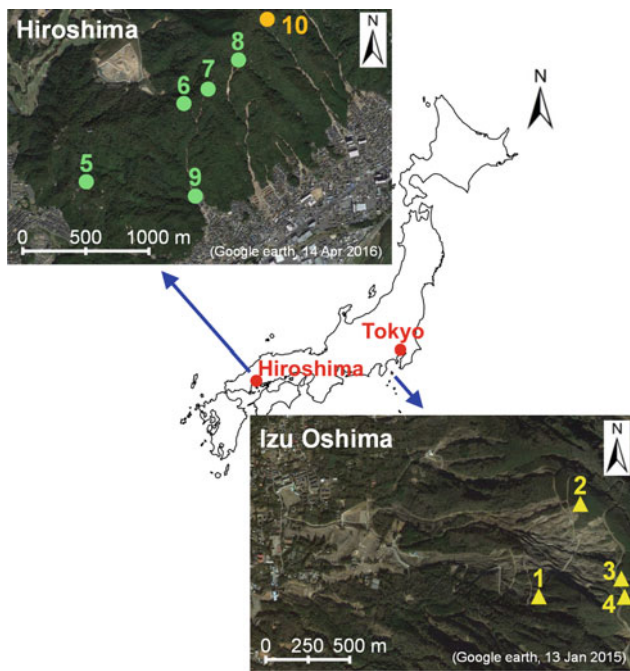 Hiroshima
10
N
8
7
6
5
9
0 500 1000 m
(Google earth, 14 Apr 2016)
N
Tokyo
Hiroshima
Izu Oshima
N
2
3
1
4
0 250 500 m
(Google earth, 13 Jan 2015)